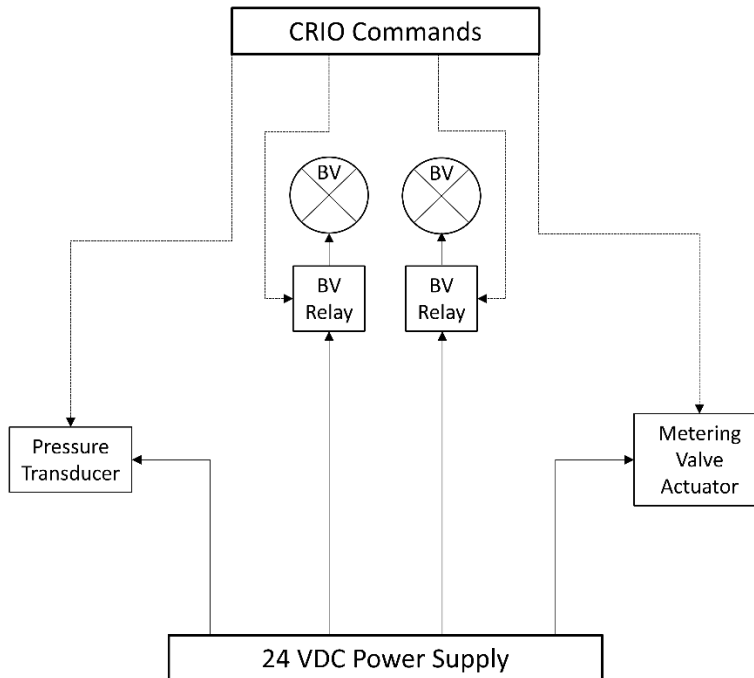 CRIO Commands
BV
BV
BV
Relay
BV
Relay
Pressure
Transducer
Metering
Valve
Actuator
24 VDC Power Supply